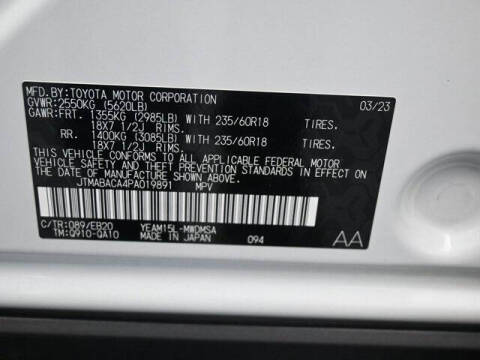 MFD.BY:TOYOTA MOTOR CORPORATION 03/23
GVWR:2550KG (5620LB)
GAWR:FRT. 1355KG (2985LB) WITH 235/60R18 TIRES.
18X7 1/2J RIMS.
RR. 1400KG (3085LB) WITH 235/60R18 TIRES.
18X7 1/2J RIMS.
THIS VEHICLE CONFORMS TO ALL APPLICABLE FEDERAL MOTOR
VEHICLE SAFETY AND THEFT PREVENTION STANDARDS IN EFFECT ON
THE DATE OF MANUFACTURE SHOWN ABOVE.
JTMABACA4PA019891 MPV
C/TR:089/EB20 YEAM15L-MWDMSA
TM:Q910-QA10 MADE IN JAPAN 094 AA